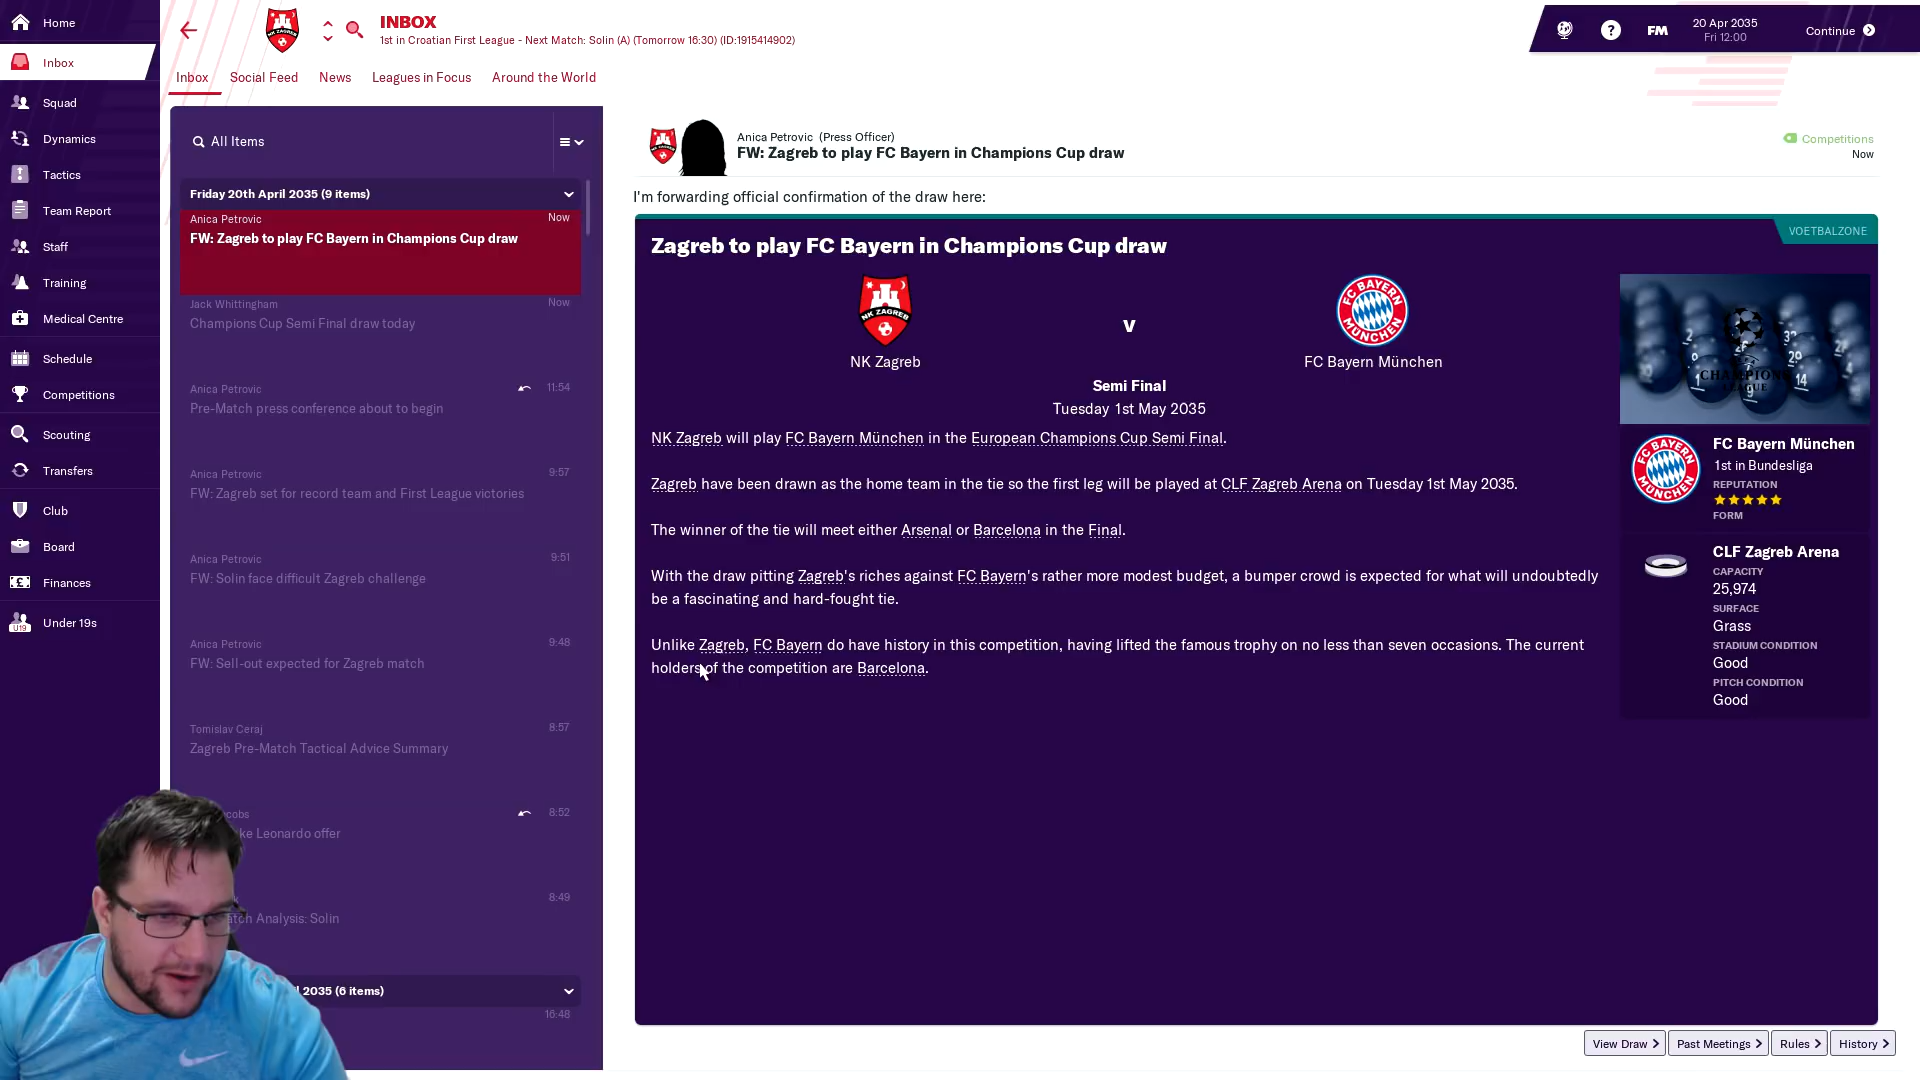 Home
Inbox
Squad
Dynamics
Tactics
Team Report
Staff
Training
Medical Centre
Schedule
Competitions
Scouting
Transfers
Club
Board
Finances
U19
Under 19s
NK ZAGREB
INBOX
1st in Croatian First League - Next Match: Solin (A) (Tomorrow 16:30) (ID:1915414902)
?
FM
20 Apr 2035
Fri 12:00
Continue
Inbox
Social Feed
News
Leagues in Focus
Around the World
All Items
Friday 20th April 2035 (9 items)
Anica Petrovic
Now
FW: Zagreb to play FC Bayern in Champions Cup draw
Jack Whittingham
Now
Champions Cup Semi Final draw today
Anica Petrovic
11:54
Pre-Match press conference about to begin
Anica Petrovic
9:57
FW: Zagreb set for record team and First League victories
Anica Petrovic
9:51
FW: Solin face difficult Zagreb challenge
Anica Petrovic
9:48
FW: Sell-out expected for Zagreb match
Tomislav Ceraj
8:57
Zagreb Pre-Match Tactical Advice Summary
8:52
Leonardo offer
8:49
Analysis: Solin
2035 (6 items)
16:48
Anica Petrovic (Press Officer)
FW: Zagreb to play FC Bayern in Champions Cup draw
Competitions
Now
I'm forwarding official confirmation of the draw here:
VOETBALZONE
Zagreb to play FC Bayern in Champions Cup draw
NK ZAGREB
v
FC BAYERN MÜNCHEN
NK Zagreb
FC Bayern München
Semi Final
Tuesday 1st May 2035
NK Zagreb will play FC Bayern München in the European Champions Cup Semi Final.
Zagreb have been drawn as the home team in the tie so the first leg will be played at CLF Zagreb Arena on Tuesday 1st May 2035.
The winner of the tie will meet either Arsenal or Barcelona in the Final.
With the draw pitting Zagreb's riches against FC Bayern's rather more modest budget, a bumper crowd is expected for what will undoubtedly
be a fascinating and hard-fought tie.
Unlike Zagreb, FC Bayern do have history in this competition, having lifted the famous trophy on no less than seven occasions. The current
holders of the competition are Barcelona.
CHAMPIONS
LEAGUE
FC BAYERN MÜNCHEN
FC Bayern München
1st in Bundesliga
REPUTATION
FORM
CLF Zagreb Arena
CAPACITY
25,974
SURFACE
Grass
STADIUM CONDITION
Good
PITCH CONDITION
Good
View Draw
Past Meetings
Rules
History